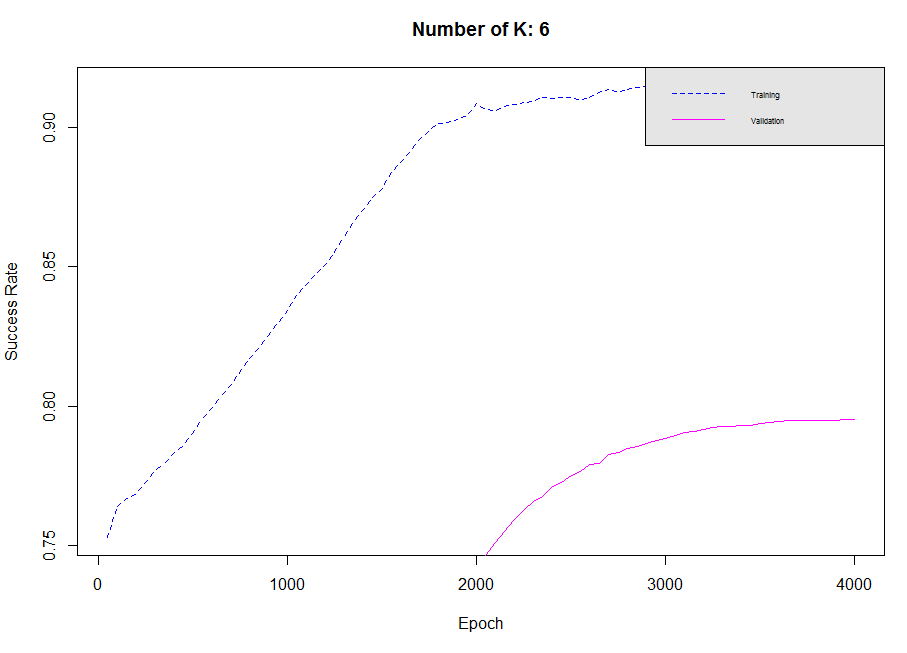 Number of K: 6
Training
Validation
0.90
0.85
0.80
0.75
Success Rate
0 1000 2000 3000 4000
Epoch